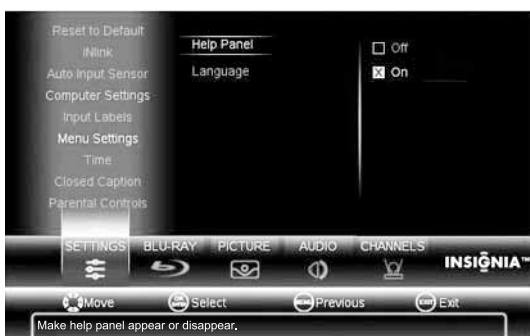 Reset to Default
INlink
Auto Input Sensor
Computer Settings
Input Labels
Menu Settings
Time
Closed Caption
Parental Controls
Help Panel
Language
Off
X On
SETTINGS BLU-RAY PICTURE AUDIO CHANNELS
INSIGNIA™
Move Select Previous Exit
Make help panel appear or disappear.